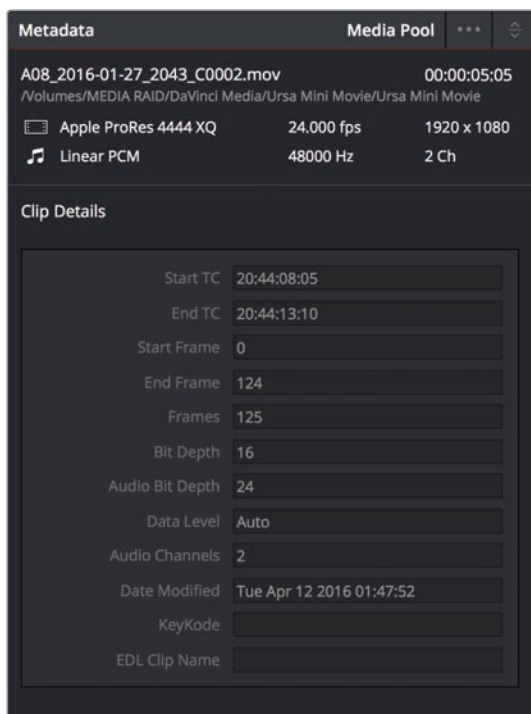 Metadata Media Pool
A08_2016-01-27_2043_C0002.mov 00:00:05:05
/Volumes/MEDIA RAID/DaVinci Media/Ursa Mini Movie/Ursa Mini Movie
Apple ProRes 4444 XQ 24.000 fps 1920 x 1080
Linear PCM 48000 Hz 2 Ch
Clip Details
Start TC 20:44:08:05
End TC 20:44:13:10
Start Frame 0
End Frame 124
Frames 125
Bit Depth 16
Audio Bit Depth 24
Data Level Auto
Audio Channels 2
Date Modified Tue Apr 12 2016 01:47:52
KeyKode
EDL Clip Name